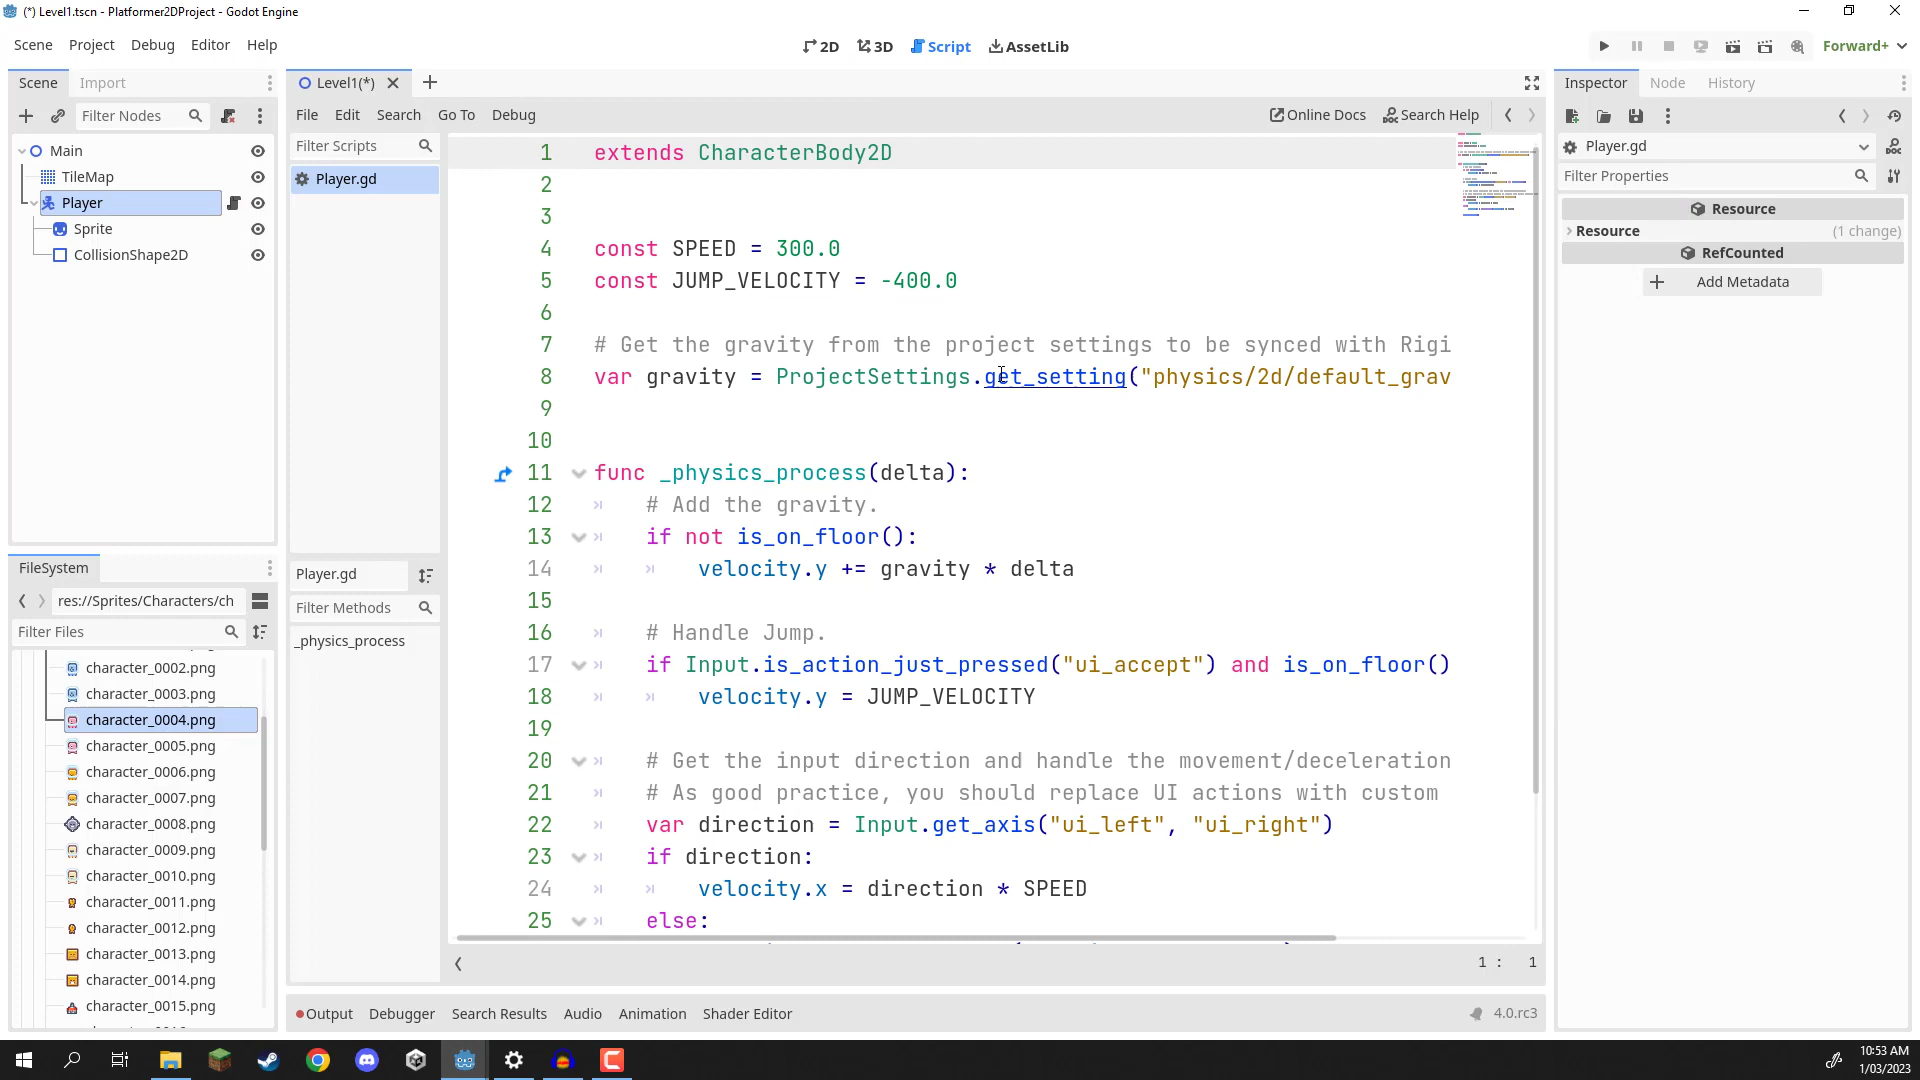 (*) Level1.tscn - Platformer2DProject - Godot Engine
Scene Project Debug Editor Help
2D 3D Script AssetLib
Forward+
Scene Import
Filter Nodes
Main
TileMap
Player
Sprite
CollisionShape2D
FileSystem
res://Sprites/Characters/ch
Filter Files
character_0002.png
character_0003.png
character_0004.png
character_0005.png
character_0006.png
character_0007.png
character_0008.png
character_0009.png
character_0010.png
character_0011.png
character_0012.png
character_0013.png
character_0014.png
character_0015.png
Level1(*)
File Edit Search Go To Debug
Online Docs Search Help
Filter Scripts
Player.gd
Player.gd
Filter Methods
_physics_process
1 extends CharacterBody2D
2
3
4 const SPEED = 300.0
5 const JUMP_VELOCITY = -400.0
6
7 # Get the gravity from the project settings to be synced with Rigi
8 var gravity = ProjectSettings.get_setting("physics/2d/default_grav
9
10
11 func _physics_process(delta):
12 # Add the gravity.
13 if not is_on_floor():
14 velocity.y += gravity * delta
15
16 # Handle Jump.
17 if Input.is_action_just_pressed("ui_accept") and is_on_floor()
18 velocity.y = JUMP_VELOCITY
19
20 # Get the input direction and handle the movement/deceleration
21 # As good practice, you should replace UI actions with custom
22 var direction = Input.get_axis("ui_left", "ui_right")
23 if direction:
24 velocity.x = direction * SPEED
25 else:
1 : 1
Output Debugger Search Results Audio Animation Shader Editor
4.0.rc3
Inspector Node History
Player.gd
Filter Properties
Resource
Resource (1 change)
RefCounted
Add Metadata
10:53 AM
1/03/2023